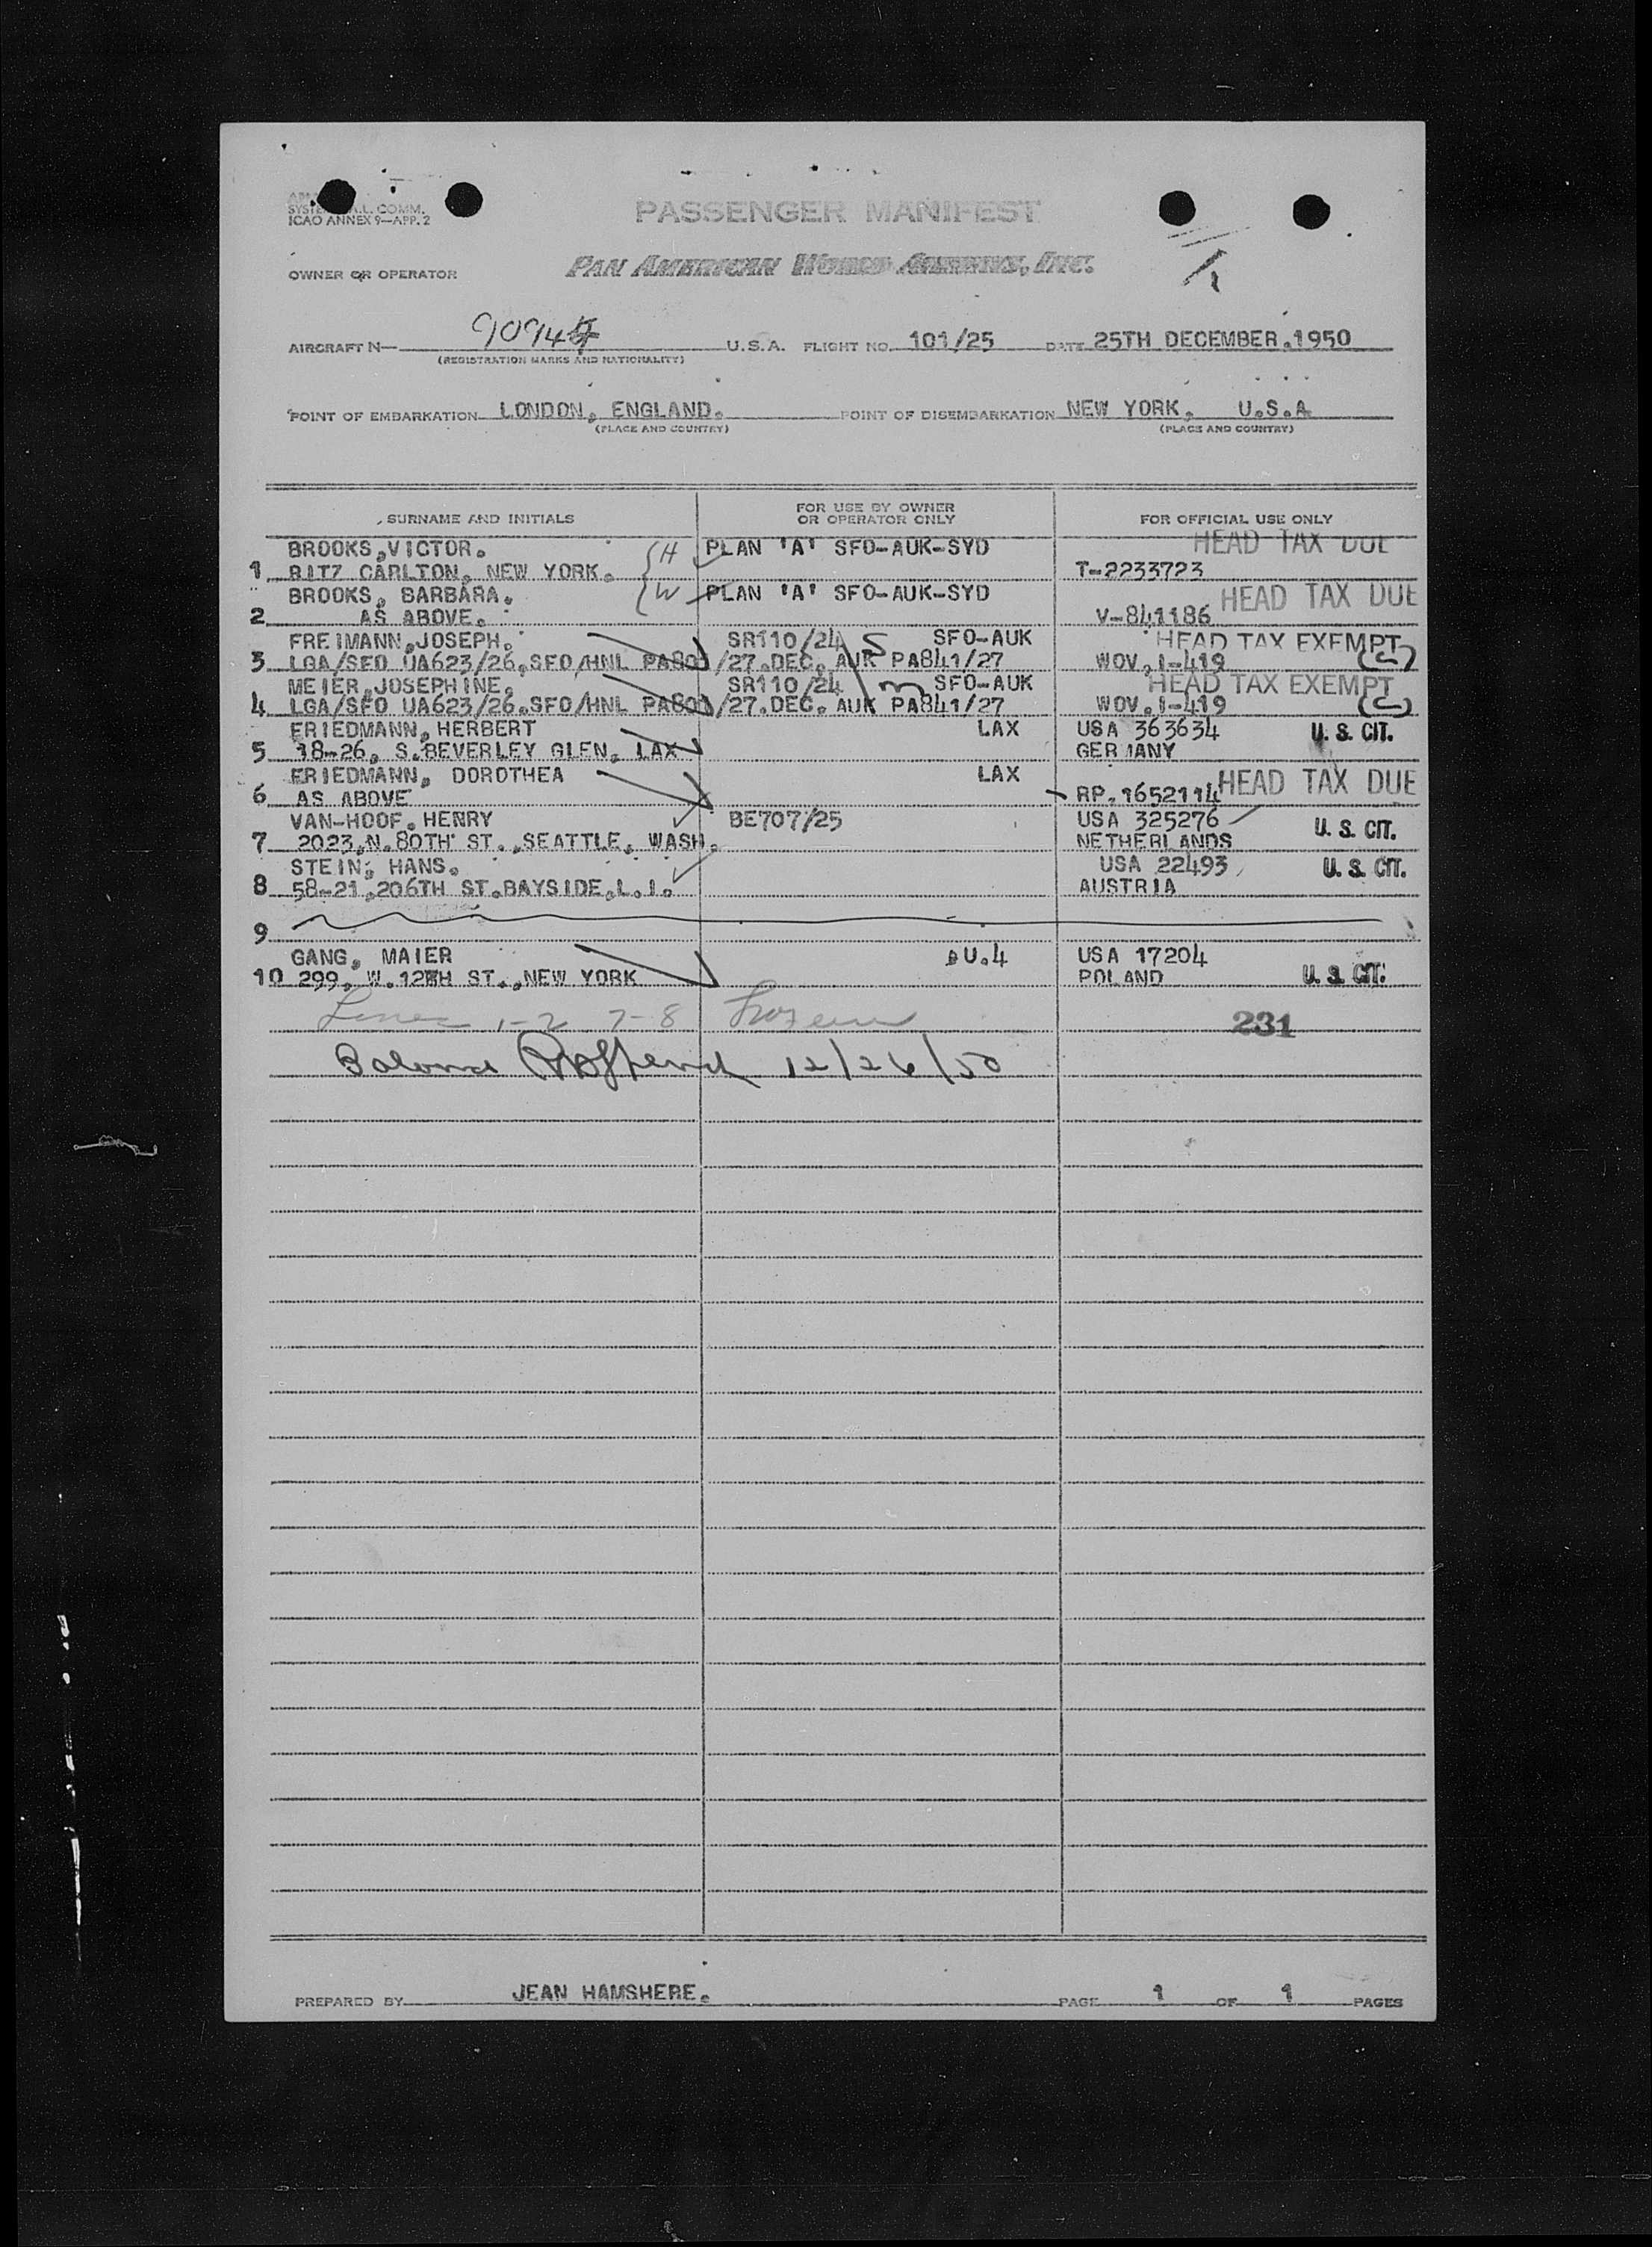 SYSTEM A.L. COMM.
ICAO ANNEX 9—APP. 2
PASSENGER MANIFEST
OWNER OR OPERATOR
PAN AMERICAN WORLD AIRWAYS, INC.
AIRCRAFT N— U.S.A. FLIGHT NO. 101/25 DATE 25TH DECEMBER.1950
(REGISTRATION MARKS AND NATIONALITY)
POINT OF EMBARKATION LONDON, ENGLAND. POINT OF DISEMBARKATION NEW YORK. U.S.A
(PLACE AND COUNTRY) (PLACE AND COUNTRY)
SURNAME AND INITIALS FOR USE BY OWNER OR OPERATOR ONLY FOR OFFICIAL USE ONLY
BROOKS,VICTOR. H PLAN 'A' SFO-AUK-SYD HEAD TAX DUE
1 RITZ CARLTON, NEW YORK. T-2233723
BROOKS, BARBARA. W PLAN 'A' SFO-AUK-SYD HEAD TAX DUE
2 AS ABOVE. V-841186
FREIMANN,JOSEPH. SR110/24 S SFO-AUK HEAD TAX EXEMPT
3 LGA/SFO UA623/26.SFO/HNL PA801/27.DEC. AUK PA841/27 WOV.I-419 (C)
MEIER,JOSEPHINE. SR110/24 m SFO-AUK HEAD TAX EXEMPT
4 LGA/SFO UA623/26.SFO/HNL PA801/27.DEC. AUK PA841/27 WOV.I-419 (C)
FRIEDMANN, HERBERT LAX USA 363634 U. S. CIT.
5 18-26, S.BEVERLEY GLEN, LAX GERMANY
FRIEDMANN, DOROTHEA LAX HEAD TAX DUE
6 AS ABOVE RP.1652114
VAN-HOOF.HENRY BE707/25 USA 325276 U. S. CIT.
7 2023,N.80TH ST.,SEATTLE, WASH. NETHERLANDS
STEIN, HANS. USA 22493 U. S. CIT.
8 58-21,206TH ST.BAYSIDE,L.I. AUSTRIA
9
GANG, MAIER U.4 USA 17204
10 299, W.12TH ST.,NEW YORK POLAND U. S. CIT.
Lines 1-2 7-8 231
12/26/50
PREPARED BY JEAN HAMSHERE. PAGE 1 OF 1 PAGES